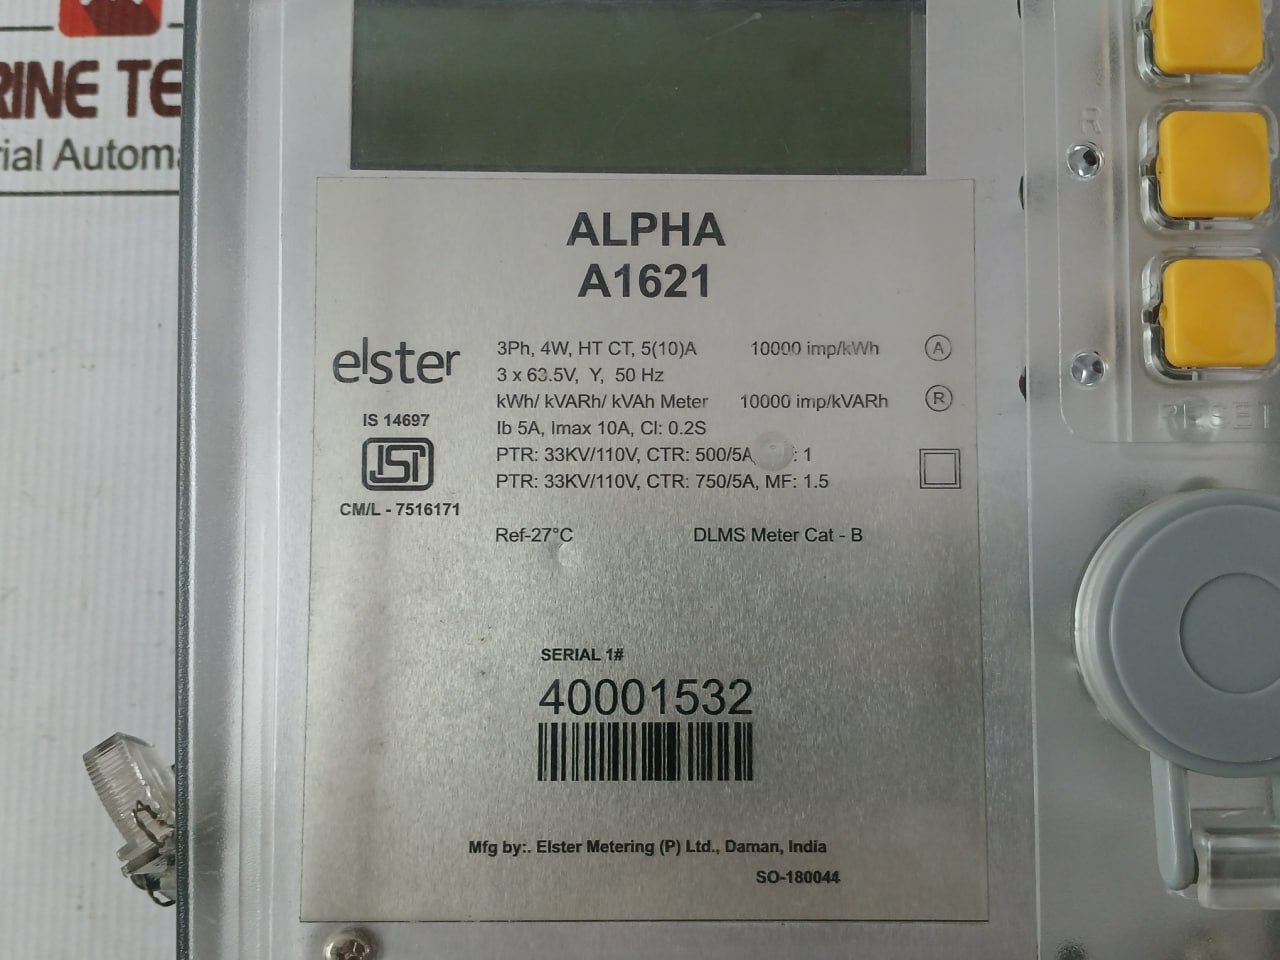 RINE TE
rial Automa
ALPHA
A1621
elster
IS 14697
ISI
CM/L - 7516171
3Ph, 4W, HT CT, 5(10)A 10000 imp/kWh A
3 x 63.5V, Y, 50 Hz
kWh/ kVARh/ kVAh Meter 10000 imp/kVARh R
Ib 5A, Imax 10A, Cl: 0.2S
PTR: 33KV/110V, CTR: 500/5A : 1
PTR: 33KV/110V, CTR: 750/5A, MF: 1.5
Ref-27°C DLMS Meter Cat - B
SERIAL 1#
40001532
Mfg by:. Elster Metering (P) Ltd., Daman, India
SO-180044
R
RESET